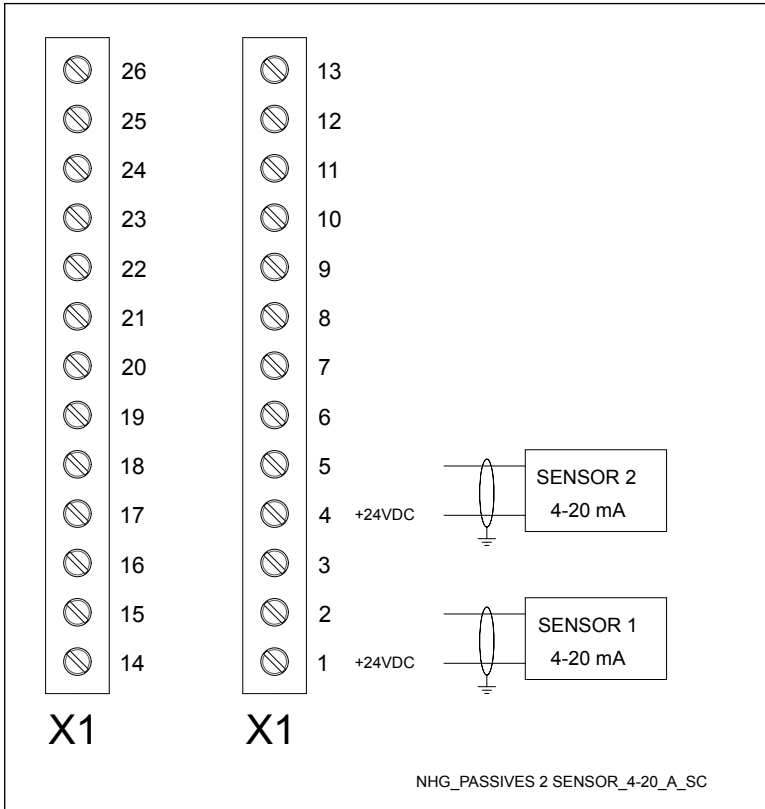 26 13
25 12
24 11
23 10
22 9
21 8
20 7
19 6
18 5 SENSOR 2
17 4 +24VDC 4-20 mA
16 3
15 2 SENSOR 1
14 1 +24VDC 4-20 mA
X1 X1
NHG_PASSIVES 2 SENSOR_4-20_A_SC